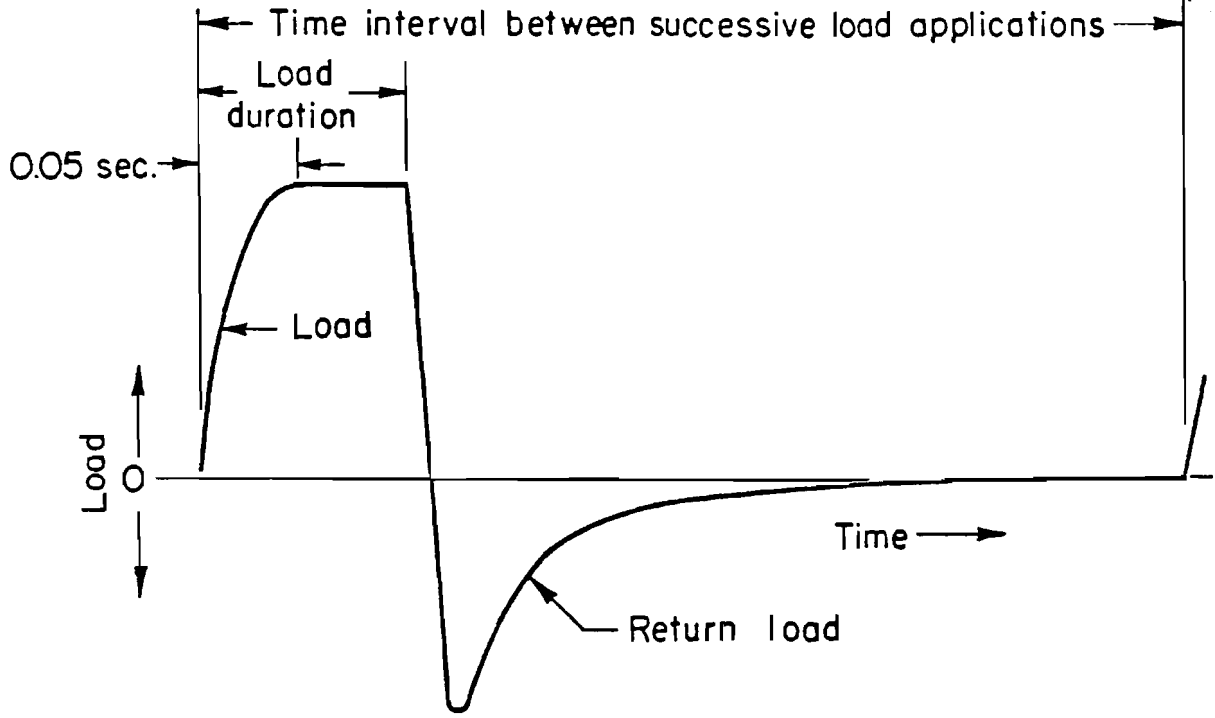 Time interval between successive load applications
Load
duration
0.05 sec.
Load
Load
0
Time
Return load